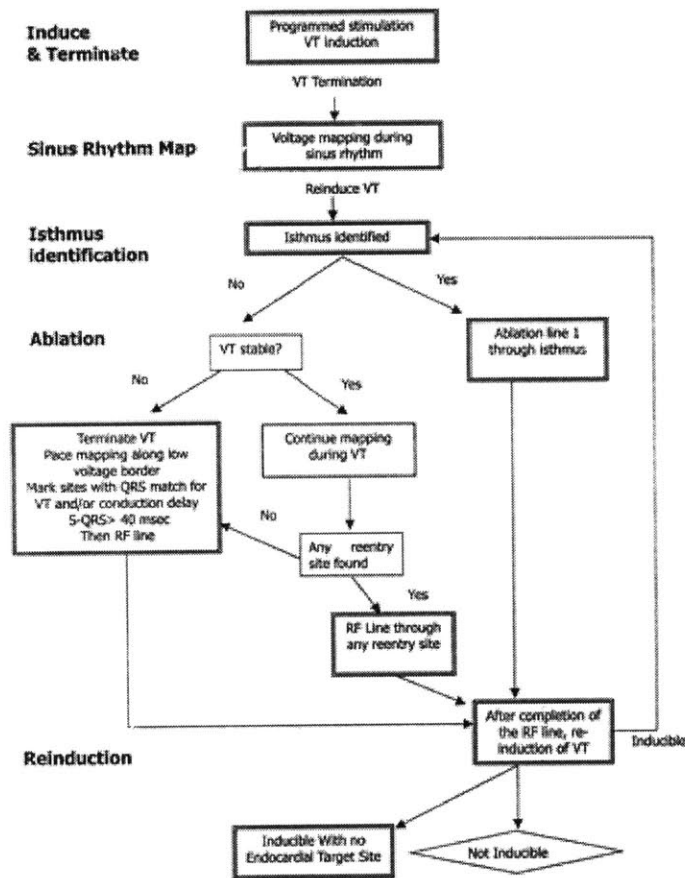 Induce
& Terminate
Programmed stimulation
VT induction
VT Termination
Sinus Rhythm Map
Voltage mapping during
sinus rhythm
Reinduce VT
Isthmus
identification
Isthmus identified
No
Yes
Ablation
VT stable?
Ablation line 1
through isthmus
No
Yes
Terminate VT
Pace mapping along low
voltage border
Mark sites with QRS match for
VT and/or conduction delay
S-QRS> 40 msec
Then RF line
Continue mapping
during VT
No
Any reentry
site found
Yes
RF Line through
any reentry site
After completion of
the RF line, re-
induction of VT
Inducible
Reinduction
Inducible With no
Endocardial Target Site
Not Inducible